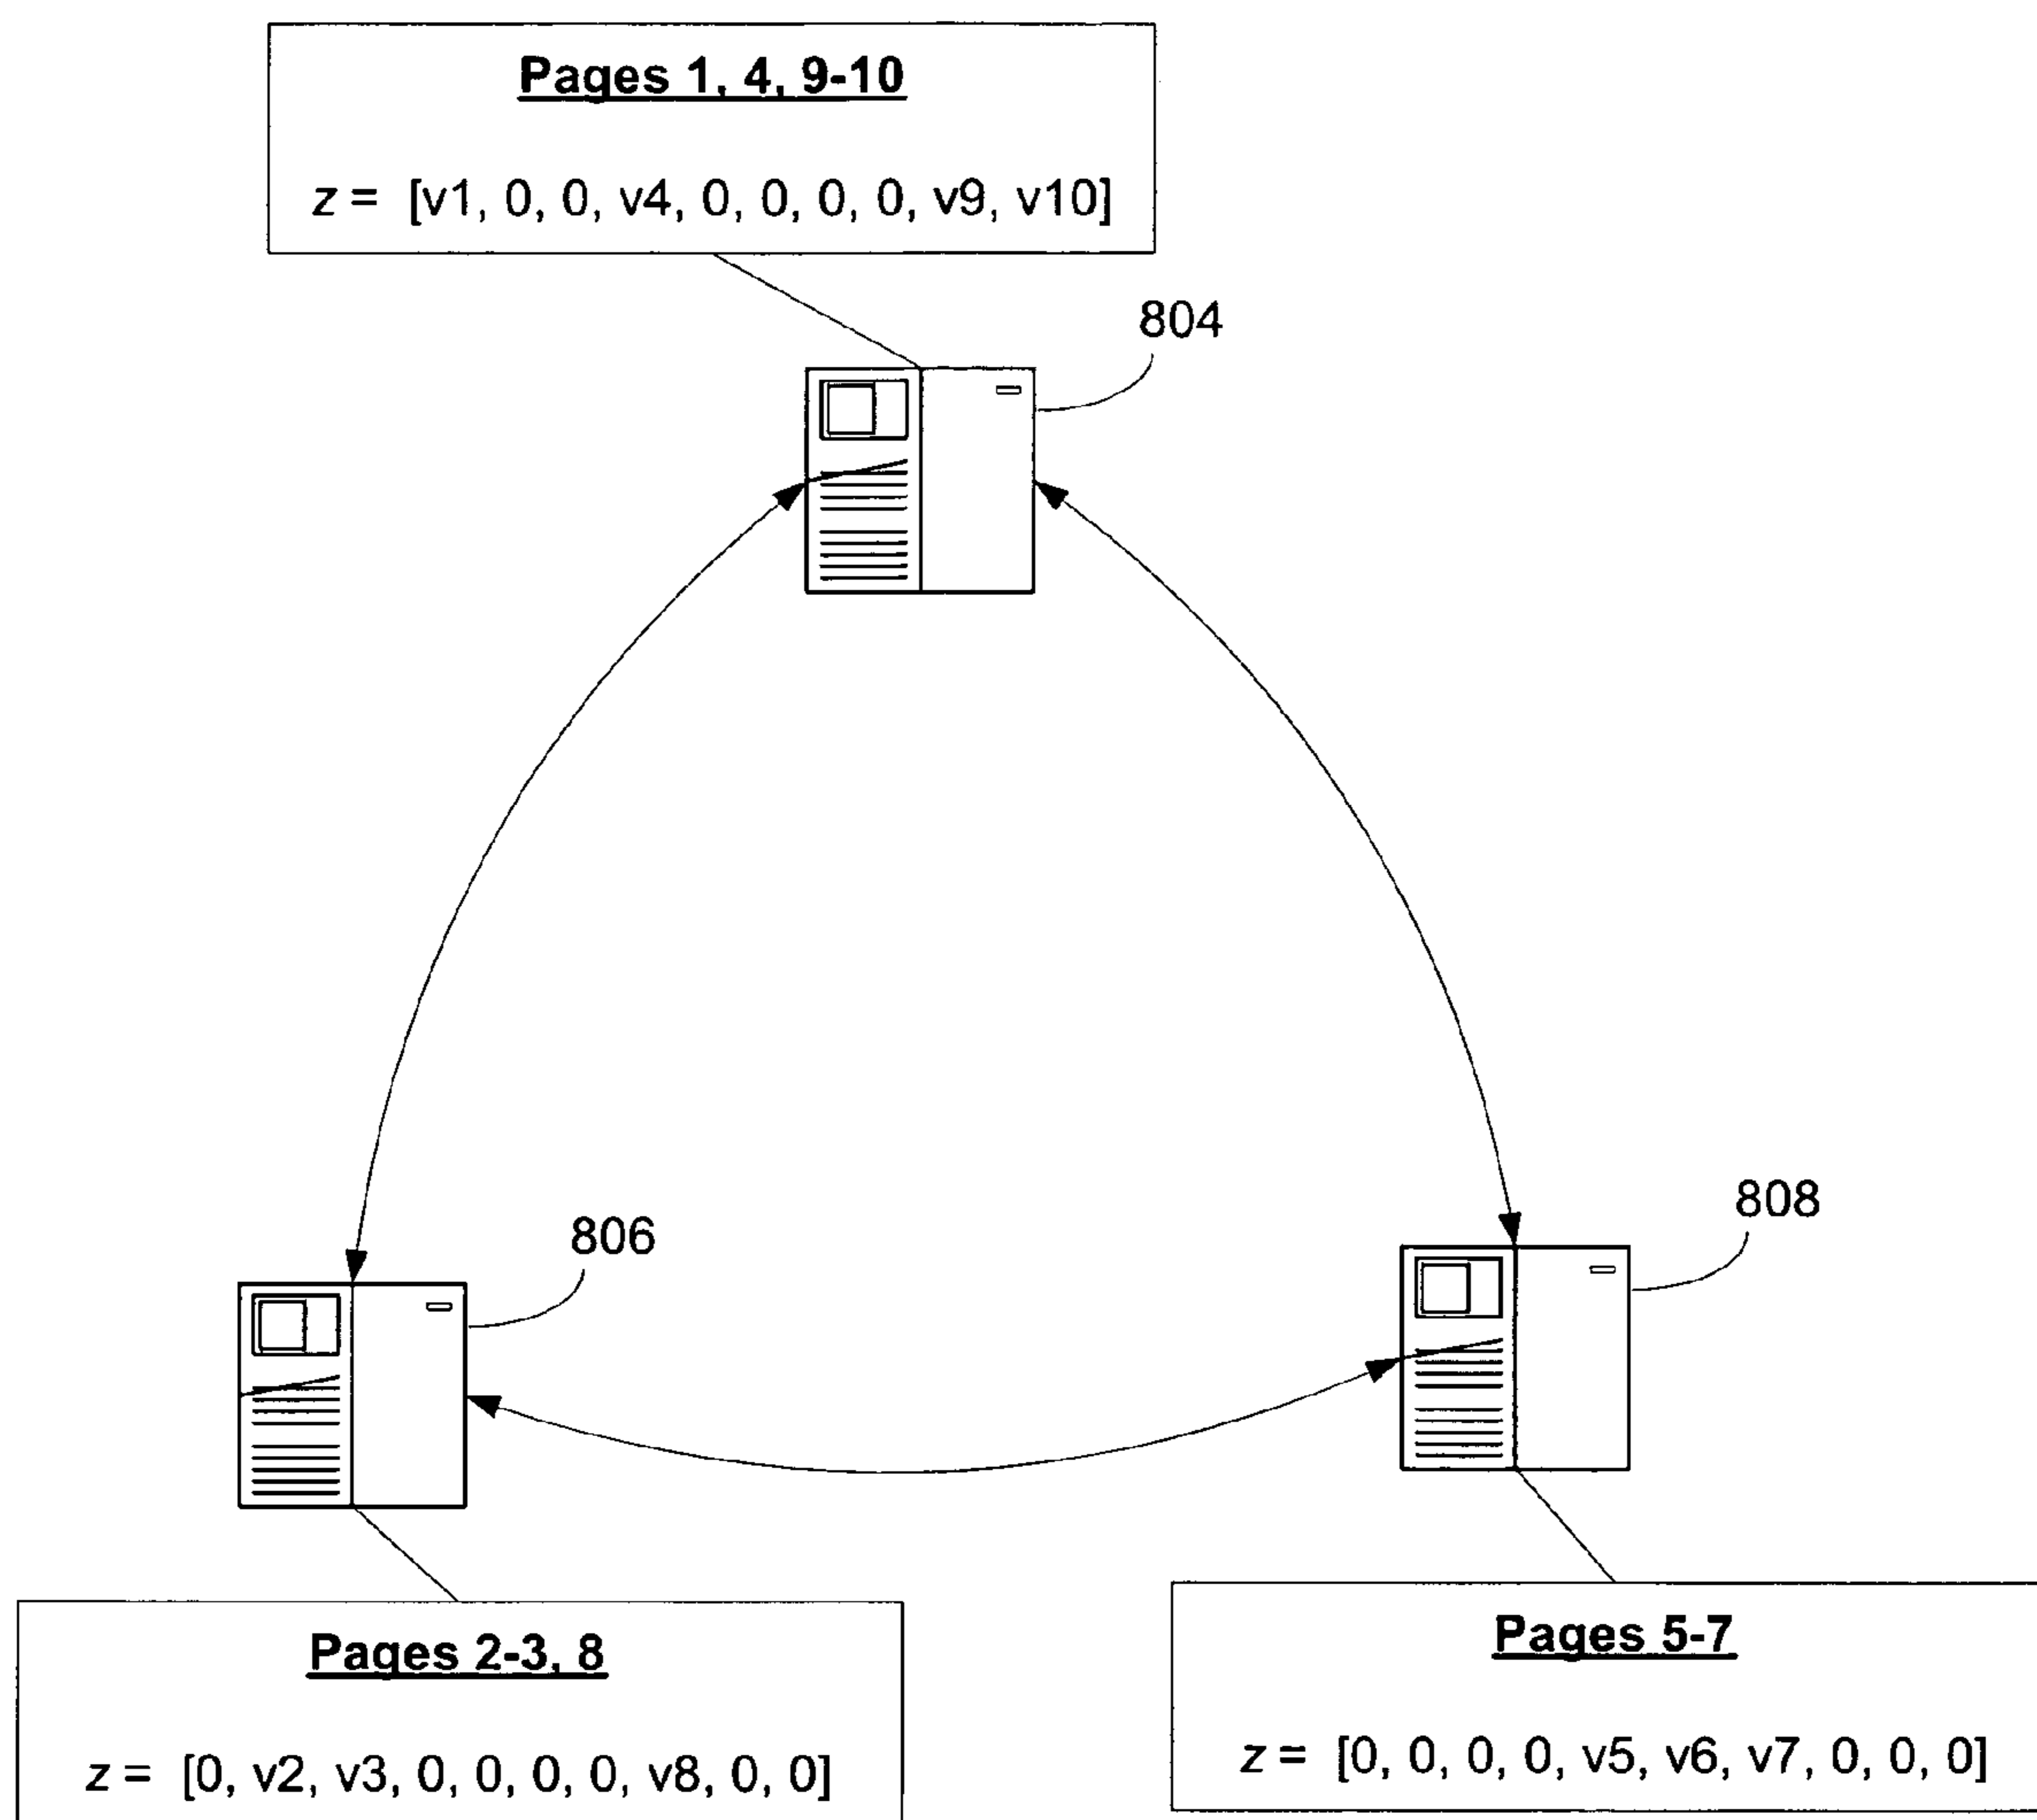 Pages 1, 4, 9-10
z = [v1, 0, 0, v4, 0, 0, 0, 0, v9, v10]
804
806
808
Pages 2-3, 8
z = [0, v2, v3, 0, 0, 0, 0, v8, 0, 0]
Pages 5-7
z = [0, 0, 0, 0, v5, v6, v7, 0, 0, 0]